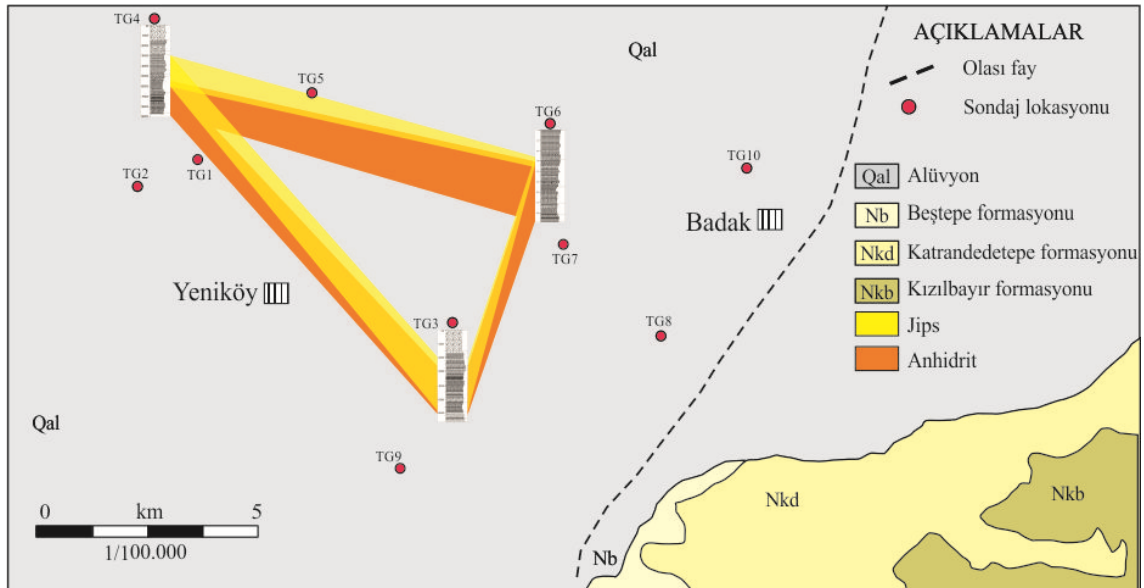 TG4
TG5
TG6
TG1
TG2
TG10
TG7
TG3
TG8
TG9
Qal
Qal
Badak
Yeniköy
Nkd
Nkb
Nb
0 km 5
1/100.000
AÇIKLAMALAR
Olası fay
Sondaj lokasyonu
Qal Alüvyon
Nb Beştepe formasyonu
Nkd Katrandedetepe formasyonu
Nkb Kızılbayır formasyonu
Jips
Anhidrit